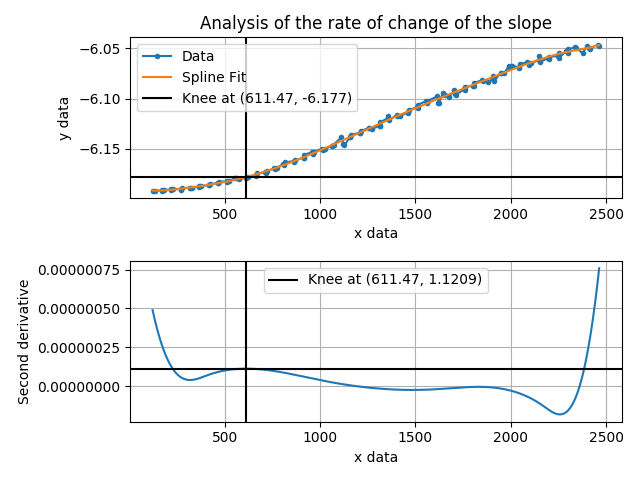 Analysis of the rate of change of the slope
y data
−6.05
−6.10
−6.15
Data
Spline Fit
Knee at (611.47, -6.177)
500
1000
1500
2000
2500
x data
Second derivative
0.00000075
0.00000050
0.00000025
0.00000000
Knee at (611.47, 1.1209)
500
1000
1500
2000
2500
x data